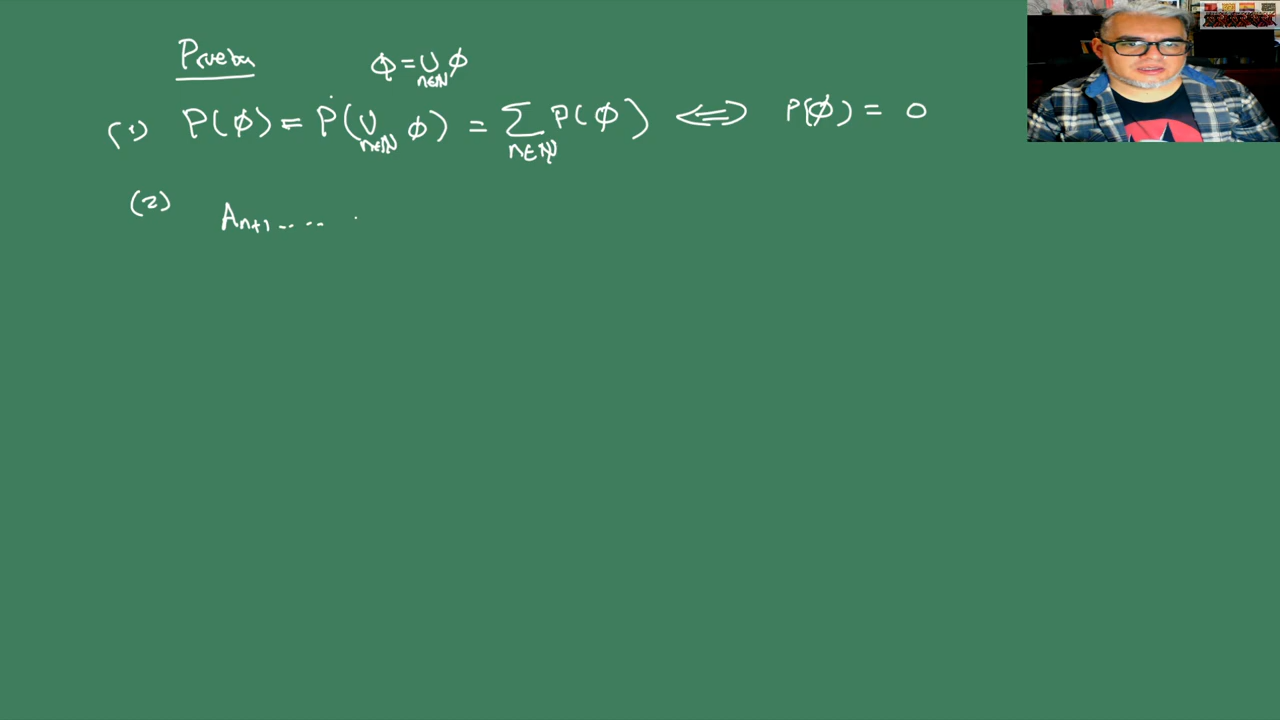 Prueba
ϕ = ∪ ϕ
n∈ℕ
(1) P(ϕ) = P(∪ ϕ) = ∑ P(ϕ) ⟺ P(ϕ) = 0
n∈ℕ n∈ℕ
(2) Aₙ₊₁ .. .. .